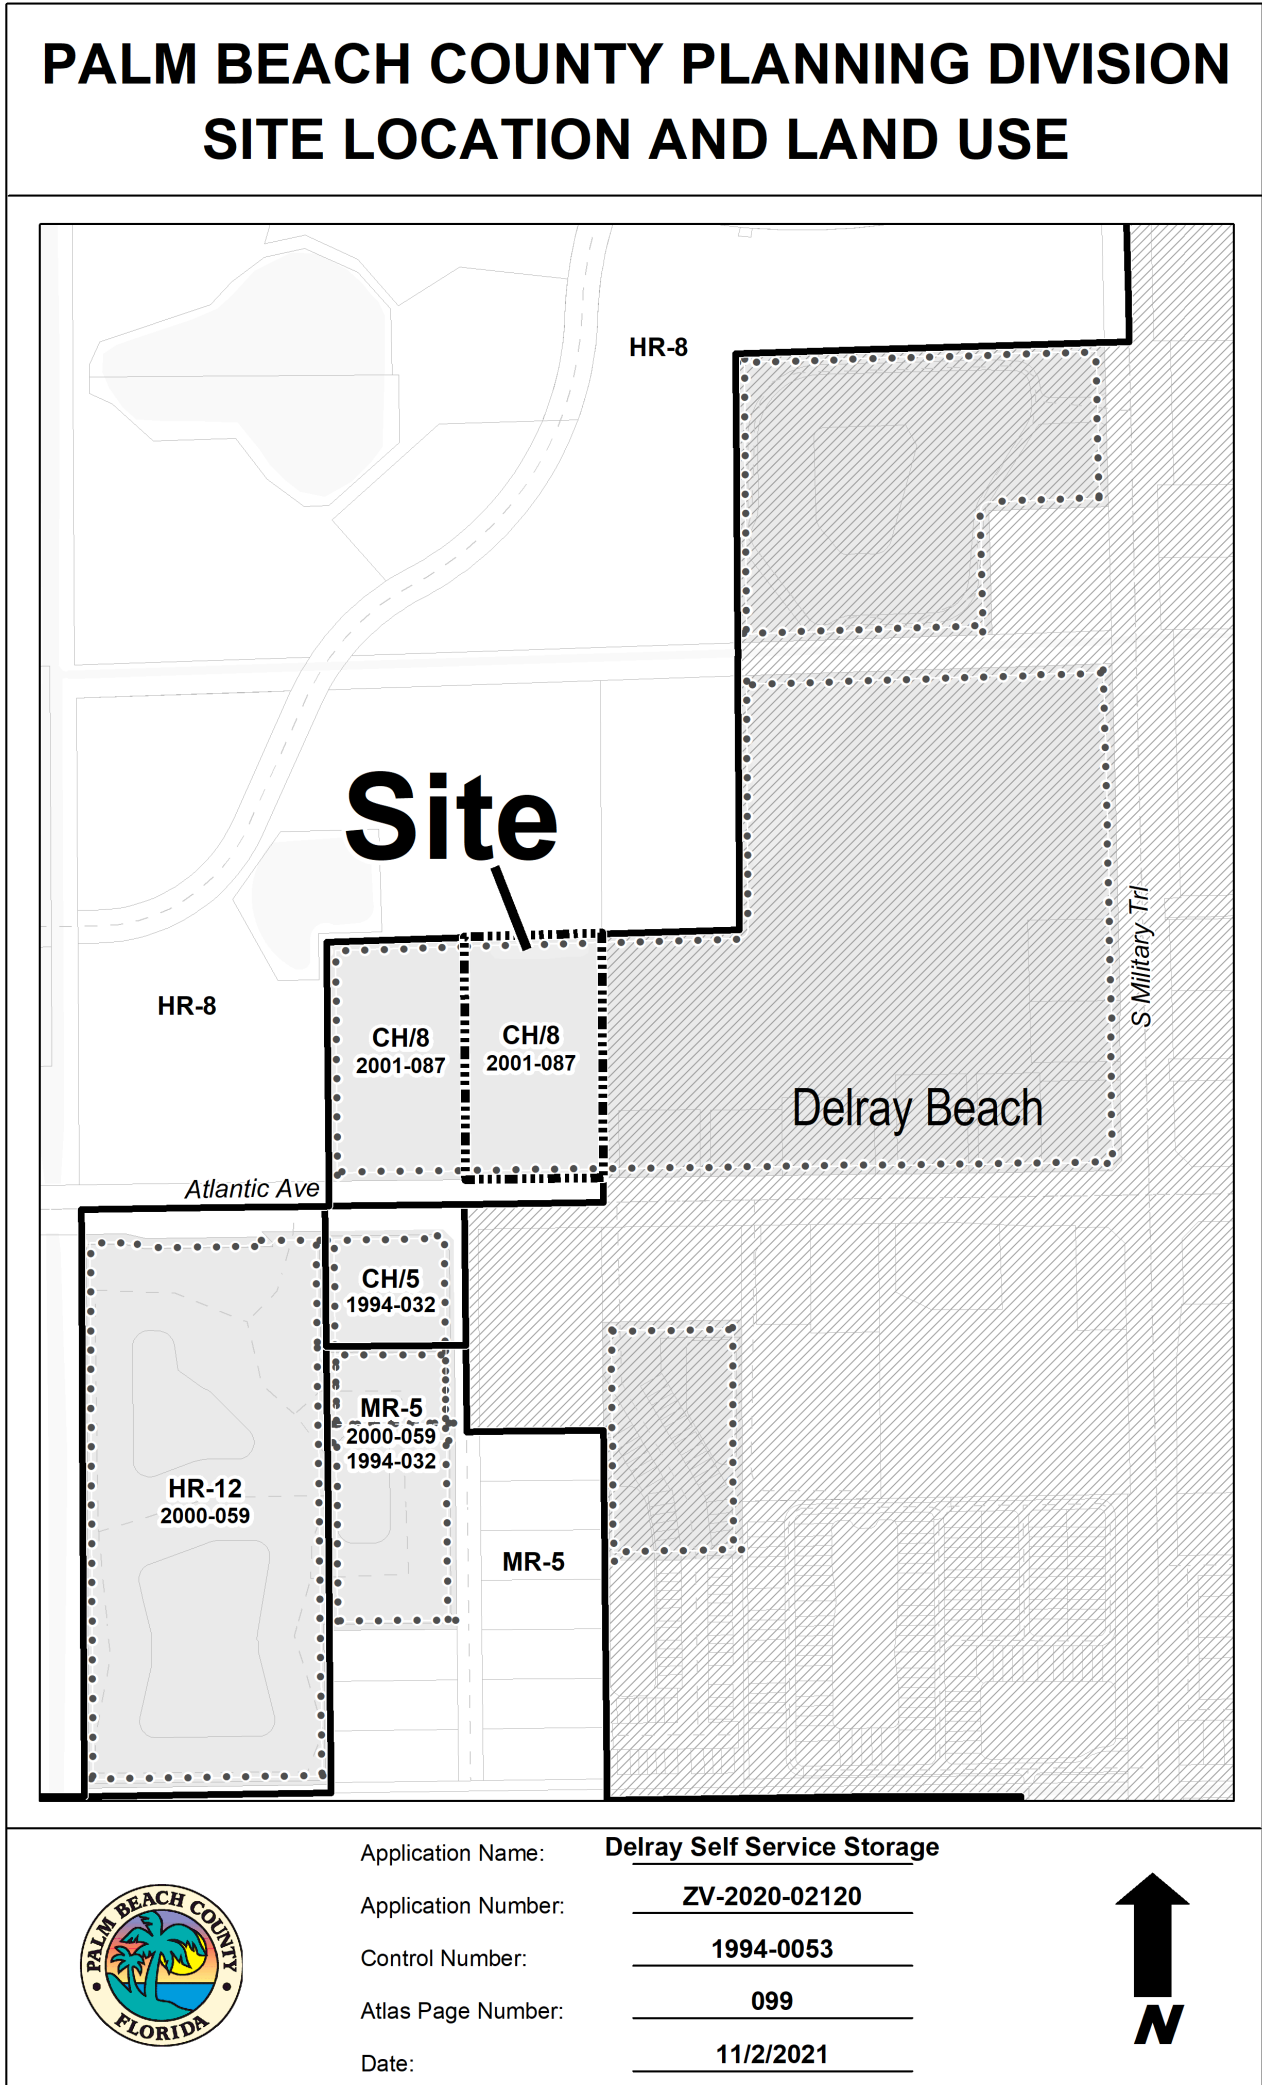 PALM BEACH COUNTY PLANNING DIVISION
SITE LOCATION AND LAND USE
HR-8
Site
S Military Trl
HR-8
CH/8
2001-087
CH/8
2001-087
Delray Beach
Atlantic Ave
CH/5
1994-032
MR-5
2000-059
1994-032
HR-12
2000-059
MR-5
PALM BEACH COUNTY
FLORIDA
Application Name: Delray Self Service Storage
Application Number: ZV-2020-02120
Control Number: 1994-0053
Atlas Page Number: 099
Date: 11/2/2021
N